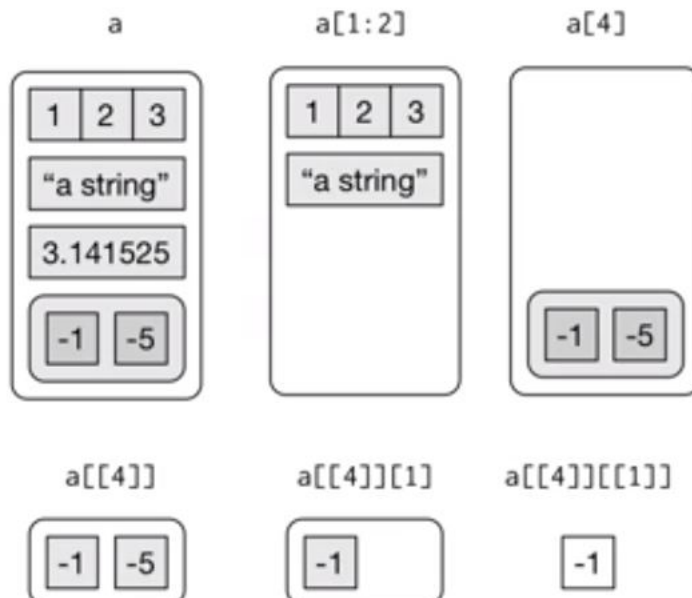 a a[1:2] a[4]
1 2 3 1 2 3
“a string” “a string”
3.141525
-1 -5 -1 -5
a[[4]] a[[4]][1] a[[4]][[1]]
-1 -5 -1 -1